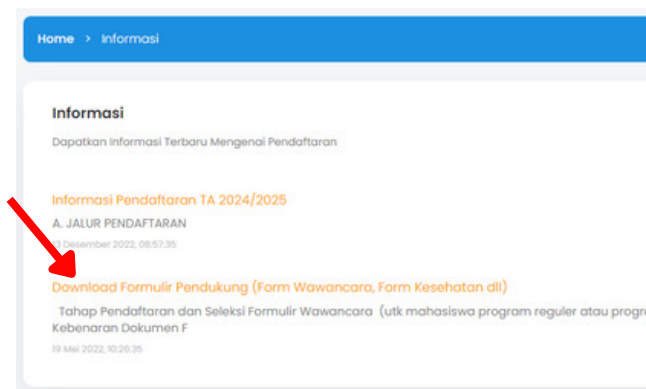 Home > Informasi
Informasi
Dapatkan Informasi Terbaru Mengenai Pendaftaran
Informasi Pendaftaran TA 2024/2025
A. JALUR PENDAFTARAN
Desember 2022, 08:57:35
Download Formulir Pendukung (Form Wawancara, Form Kesehatan dll)
Tahap Pendaftaran dan Seleksi Formulir Wawancara (utk mahasiswa program reguler atau progr
Kebenaran Dokumen F
19 Mei 2022, 10:26:35